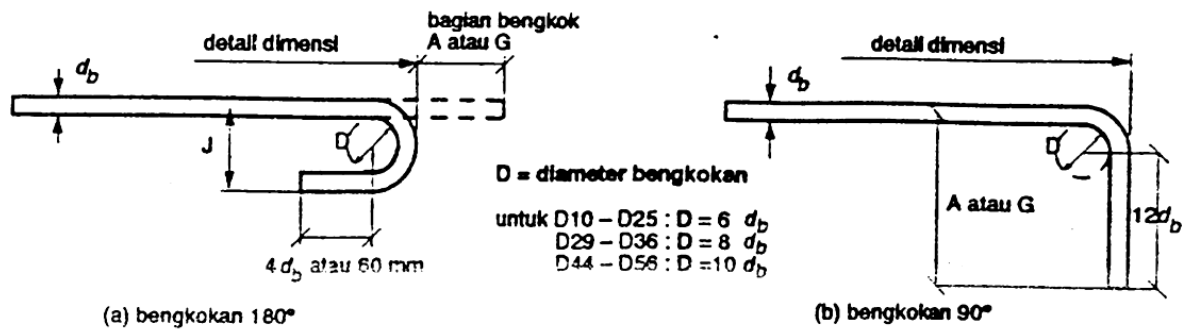 bagian bengkok
A atau G
detail dimensi
d_b
J
D
4 d_b atau 60 mm
(a) bengkokan 180°
D = diameter bengkokan
untuk D10 – D25 : D = 6 d_b
D29 – D36 : D = 8 d_b
D44 – D56 : D =10 d_b
detail dimensi
d_b
D
A atau G
12d_b
(b) bengkokan 90°